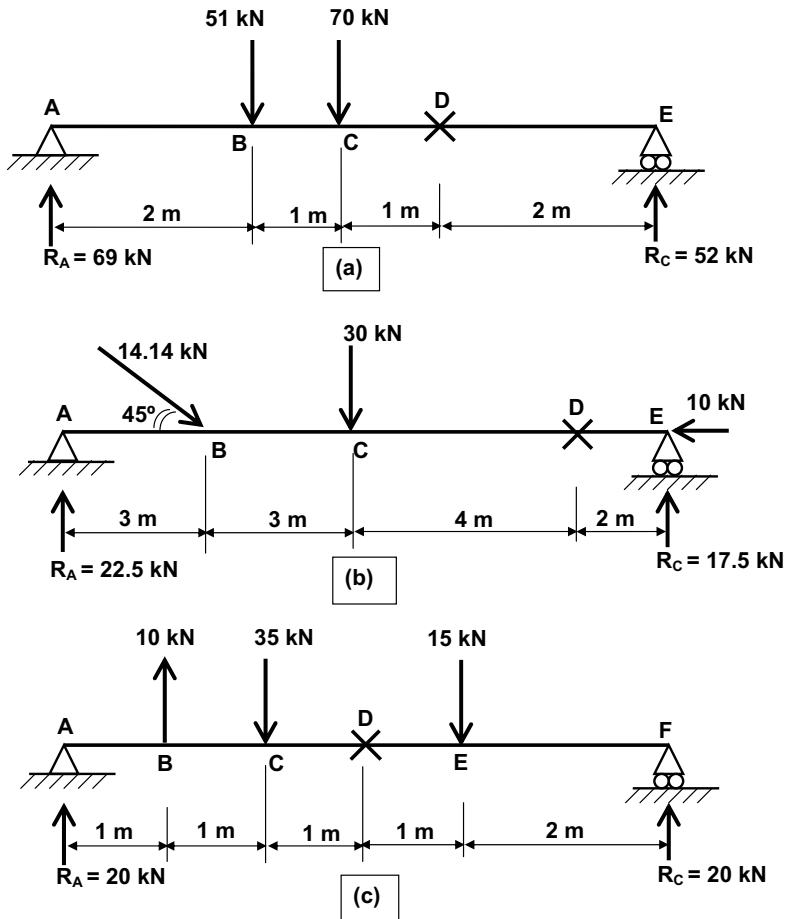 51 kN 70 kN
A D E
B C
2 m 1 m 1 m 2 m
R_A = 69 kN R_C = 52 kN
(a)
30 kN
14.14 kN
10 kN
45º
A D E
B C
3 m 3 m 4 m 2 m
R_A = 22.5 kN R_C = 17.5 kN
(b)
10 kN 35 kN 15 kN
A D F
B C E
1 m 1 m 1 m 1 m 2 m
R_A = 20 kN R_C = 20 kN
(c)